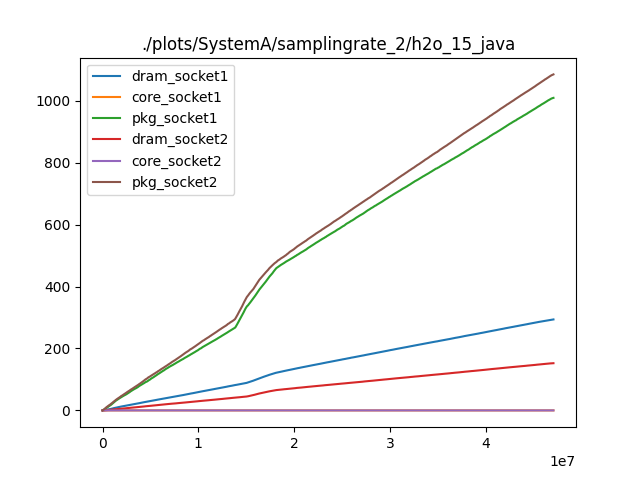 ./plots/SystemA/samplingrate_2/h2o_15_java
dram_socket1
core_socket1
pkg_socket1
dram_socket2
core_socket2
pkg_socket2
1000
800
600
400
200
0
0 1 2 3 4
1e7